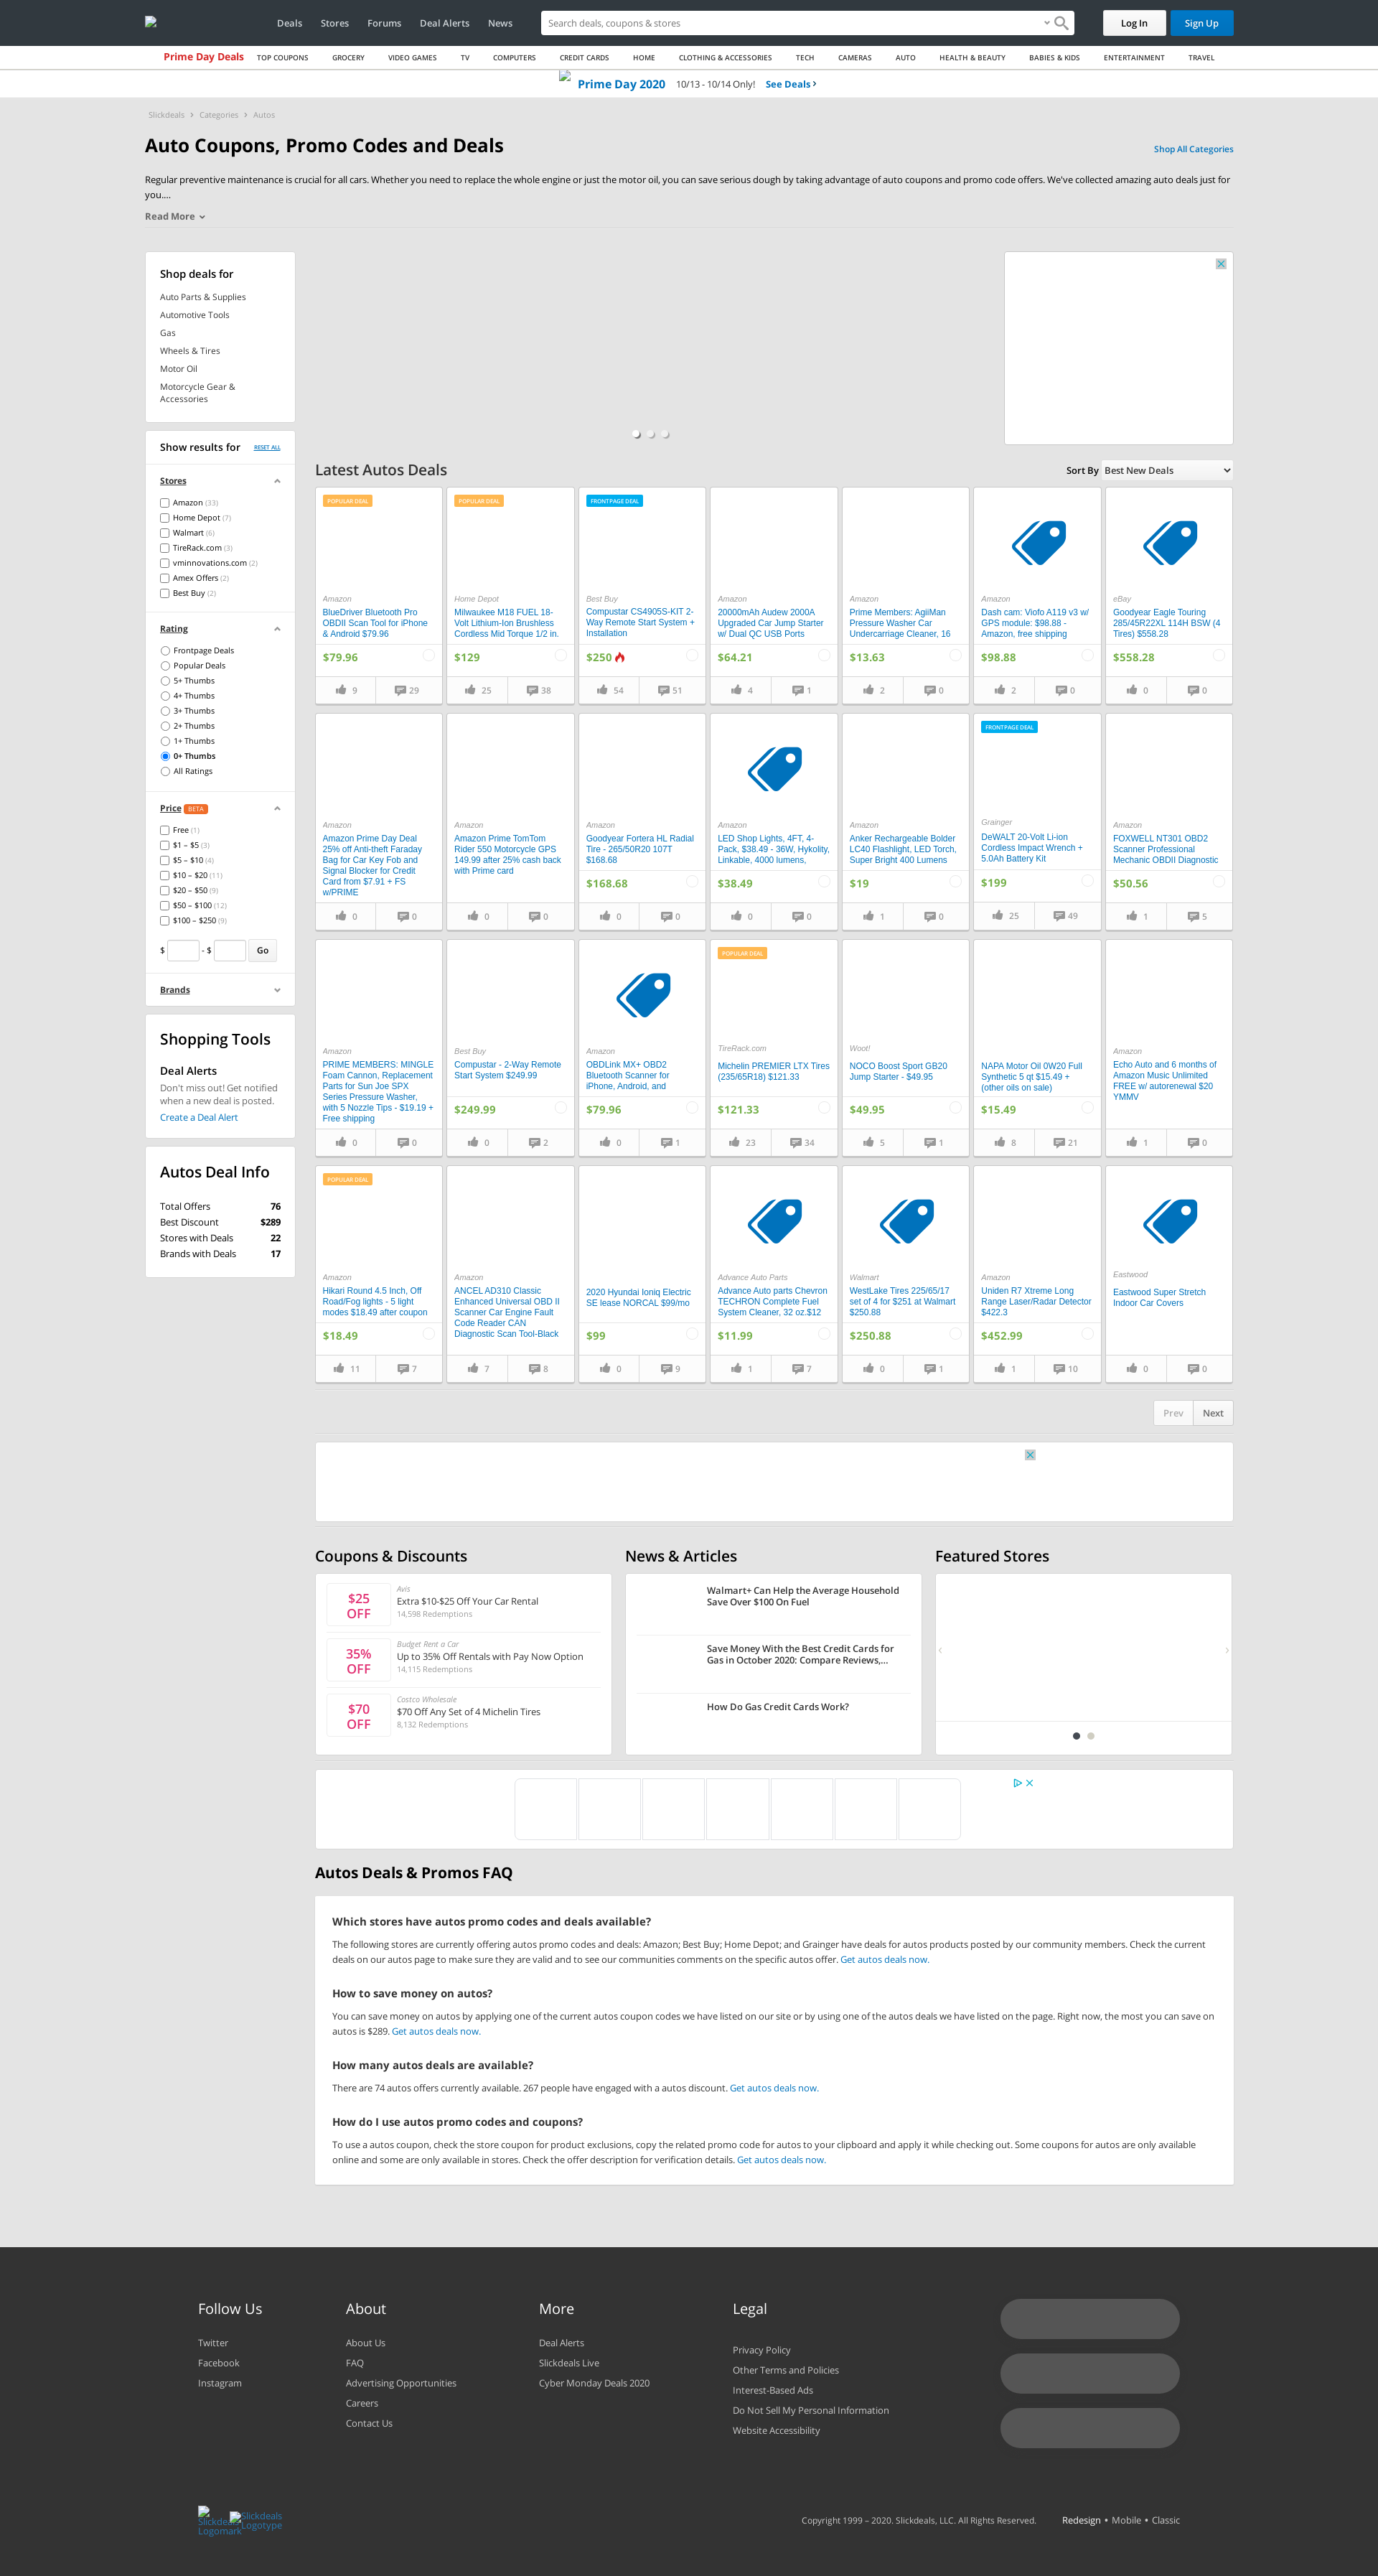 Deals Stores Forums Deal Alerts News
Search deals, coupons & stores
Log In Sign Up
Prime Day Deals TOP COUPONS GROCERY VIDEO GAMES TV COMPUTERS CREDIT CARDS HOME CLOTHING & ACCESSORIES TECH CAMERAS AUTO HEALTH & BEAUTY BABIES & KIDS ENTERTAINMENT TRAVEL
Prime Day 2020 10/13 - 10/14 Only! See Deals
Slickdeals Categories Autos
Auto Coupons, Promo Codes and Deals
Shop All Categories
Regular preventive maintenance is crucial for all cars. Whether you need to replace the whole engine or just the motor oil, you can save serious dough by taking advantage of auto coupons and promo code offers. We've collected amazing auto deals just for
you....
Read More
Shop deals for
Auto Parts & Supplies
Automotive Tools
Gas
Wheels & Tires
Motor Oil
Motorcycle Gear &
Accessories
Show results for RESET ALL
Stores
Amazon (33)
Home Depot (7)
Walmart (6)
TireRack.com (3)
vminnovations.com (2)
Amex Offers (2)
Best Buy (2)
Rating
Frontpage Deals
Popular Deals
5+ Thumbs
4+ Thumbs
3+ Thumbs
2+ Thumbs
1+ Thumbs
0+ Thumbs
All Ratings
Price BETA
Free (1)
$1 – $5 (3)
$5 – $10 (4)
$10 – $20 (11)
$20 – $50 (9)
$50 – $100 (12)
$100 – $250 (9)
$ - $ Go
Brands
Shopping Tools
Deal Alerts
Don't miss out! Get notified
when a new deal is posted.
Create a Deal Alert
Autos Deal Info
Total Offers 76
Best Discount $289
Stores with Deals 22
Brands with Deals 17
Latest Autos Deals
Sort By Best New Deals
POPULAR DEAL
Amazon
BlueDriver Bluetooth Pro
OBDII Scan Tool for iPhone
& Android $79.96
$79.96
9 29
POPULAR DEAL
Home Depot
Milwaukee M18 FUEL 18-
Volt Lithium-Ion Brushless
Cordless Mid Torque 1/2 in.
$129
25 38
FRONTPAGE DEAL
Best Buy
Compustar CS4905S-KIT 2-
Way Remote Start System +
Installation
$250
54 51
Amazon
20000mAh Audew 2000A
Upgraded Car Jump Starter
w/ Dual QC USB Ports
$64.21
4 1
Amazon
Prime Members: AgiiMan
Pressure Washer Car
Undercarriage Cleaner, 16
$13.63
2 0
Amazon
Dash cam: Viofo A119 v3 w/
GPS module: $98.88 -
Amazon, free shipping
$98.88
2 0
eBay
Goodyear Eagle Touring
285/45R22XL 114H BSW (4
Tires) $558.28
$558.28
0 0
Amazon
Amazon Prime Day Deal
25% off Anti-theft Faraday
Bag for Car Key Fob and
Signal Blocker for Credit
Card from $7.91 + FS
w/PRIME
0 0
Amazon
Amazon Prime TomTom
Rider 550 Motorcycle GPS
149.99 after 25% cash back
with Prime card
0 0
Amazon
Goodyear Fortera HL Radial
Tire - 265/50R20 107T
$168.68
$168.68
0 0
Amazon
LED Shop Lights, 4FT, 4-
Pack, $38.49 - 36W, Hykolity,
Linkable, 4000 lumens,
$38.49
0 0
Amazon
Anker Rechargeable Bolder
LC40 Flashlight, LED Torch,
Super Bright 400 Lumens
$19
1 0
FRONTPAGE DEAL
Grainger
DeWALT 20-Volt Li-ion
Cordless Impact Wrench +
5.0Ah Battery Kit
$199
25 49
Amazon
FOXWELL NT301 OBD2
Scanner Professional
Mechanic OBDII Diagnostic
$50.56
1 5
Amazon
PRIME MEMBERS: MINGLE
Foam Cannon, Replacement
Parts for Sun Joe SPX
Series Pressure Washer,
with 5 Nozzle Tips - $19.19 +
Free shipping
0 0
Best Buy
Compustar - 2-Way Remote
Start System $249.99
$249.99
0 2
Amazon
OBDLink MX+ OBD2
Bluetooth Scanner for
iPhone, Android, and
$79.96
0 1
POPULAR DEAL
TireRack.com
Michelin PREMIER LTX Tires
(235/65R18) $121.33
$121.33
23 34
Woot!
NOCO Boost Sport GB20
Jump Starter - $49.95
$49.95
5 1
NAPA Motor Oil 0W20 Full
Synthetic 5 qt $15.49 +
(other oils on sale)
$15.49
8 21
Amazon
Echo Auto and 6 months of
Amazon Music Unlimited
FREE w/ autorenewal $20
YMMV
1 0
POPULAR DEAL
Amazon
Hikari Round 4.5 Inch, Off
Road/Fog lights - 5 light
modes $18.49 after coupon
$18.49
11 7
Amazon
ANCEL AD310 Classic
Enhanced Universal OBD II
Scanner Car Engine Fault
Code Reader CAN
Diagnostic Scan Tool-Black
7 8
2020 Hyundai Ioniq Electric
SE lease NORCAL $99/mo
$99
0 9
Advance Auto Parts
Advance Auto parts Chevron
TECHRON Complete Fuel
System Cleaner, 32 oz.$12
$11.99
1 7
Walmart
WestLake Tires 225/65/17
set of 4 for $251 at Walmart
$250.88
$250.88
0 1
Amazon
Uniden R7 Xtreme Long
Range Laser/Radar Detector
$422.3
$452.99
1 10
Eastwood
Eastwood Super Stretch
Indoor Car Covers
0 0
Prev Next
Coupons & Discounts
$25
OFF
Avis
Extra $10-$25 Off Your Car Rental
14,598 Redemptions
35%
OFF
Budget Rent a Car
Up to 35% Off Rentals with Pay Now Option
14,115 Redemptions
$70
OFF
Costco Wholesale
$70 Off Any Set of 4 Michelin Tires
8,132 Redemptions
News & Articles
Walmart+ Can Help the Average Household
Save Over $100 On Fuel
Save Money With the Best Credit Cards for
Gas in October 2020: Compare Reviews,...
How Do Gas Credit Cards Work?
Featured Stores
Autos Deals & Promos FAQ
Which stores have autos promo codes and deals available?
The following stores are currently offering autos promo codes and deals: Amazon; Best Buy; Home Depot; and Grainger have deals for autos products posted by our community members. Check the current
deals on our autos page to make sure they are valid and to see our communities comments on the specific autos offer. Get autos deals now.
How to save money on autos?
You can save money on autos by applying one of the current autos coupon codes we have listed on our site or by using one of the autos deals we have listed on the page. Right now, the most you can save on
autos is $289. Get autos deals now.
How many autos deals are available?
There are 74 autos offers currently available. 267 people have engaged with a autos discount. Get autos deals now.
How do I use autos promo codes and coupons?
To use a autos coupon, check the store coupon for product exclusions, copy the related promo code for autos to your clipboard and apply it while checking out. Some coupons for autos are only available
online and some are only available in stores. Check the offer description for verification details. Get autos deals now.
Follow Us
Twitter
Facebook
Instagram
About
About Us
FAQ
Advertising Opportunities
Careers
Contact Us
More
Deal Alerts
Slickdeals Live
Cyber Monday Deals 2020
Legal
Privacy Policy
Other Terms and Policies
Interest-Based Ads
Do Not Sell My Personal Information
Website Accessibility
Slickdeals
Logomark
Slickdeals
Logotype
Copyright 1999 – 2020. Slickdeals, LLC. All Rights Reserved. Redesign • Mobile • Classic